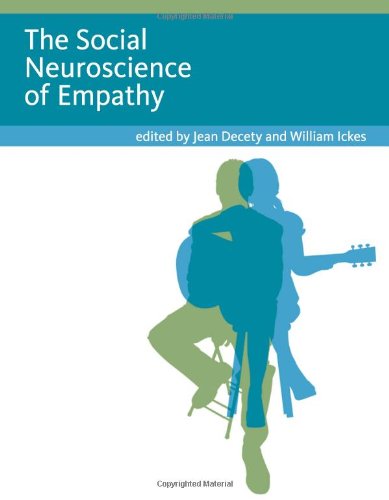 Copyrighted Material
The Social
Neuroscience
of Empathy
edited by Jean Decety and William Ickes
Copyrighted Material